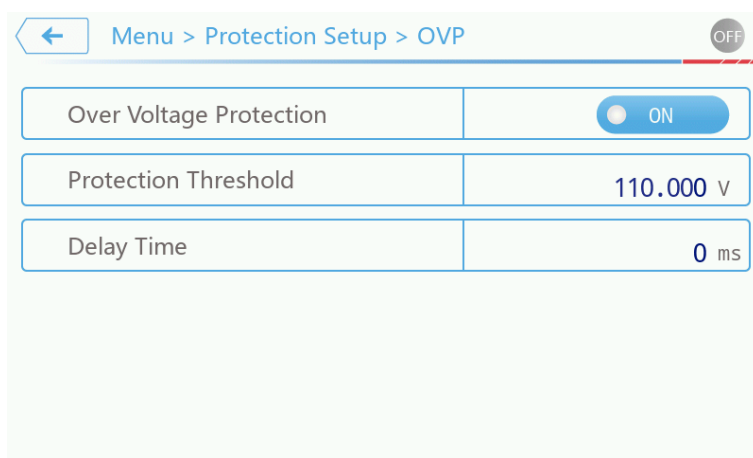 Menu > Protection Setup > OVP OFF
Over Voltage Protection ON
Protection Threshold 110.000 V
Delay Time 0 ms